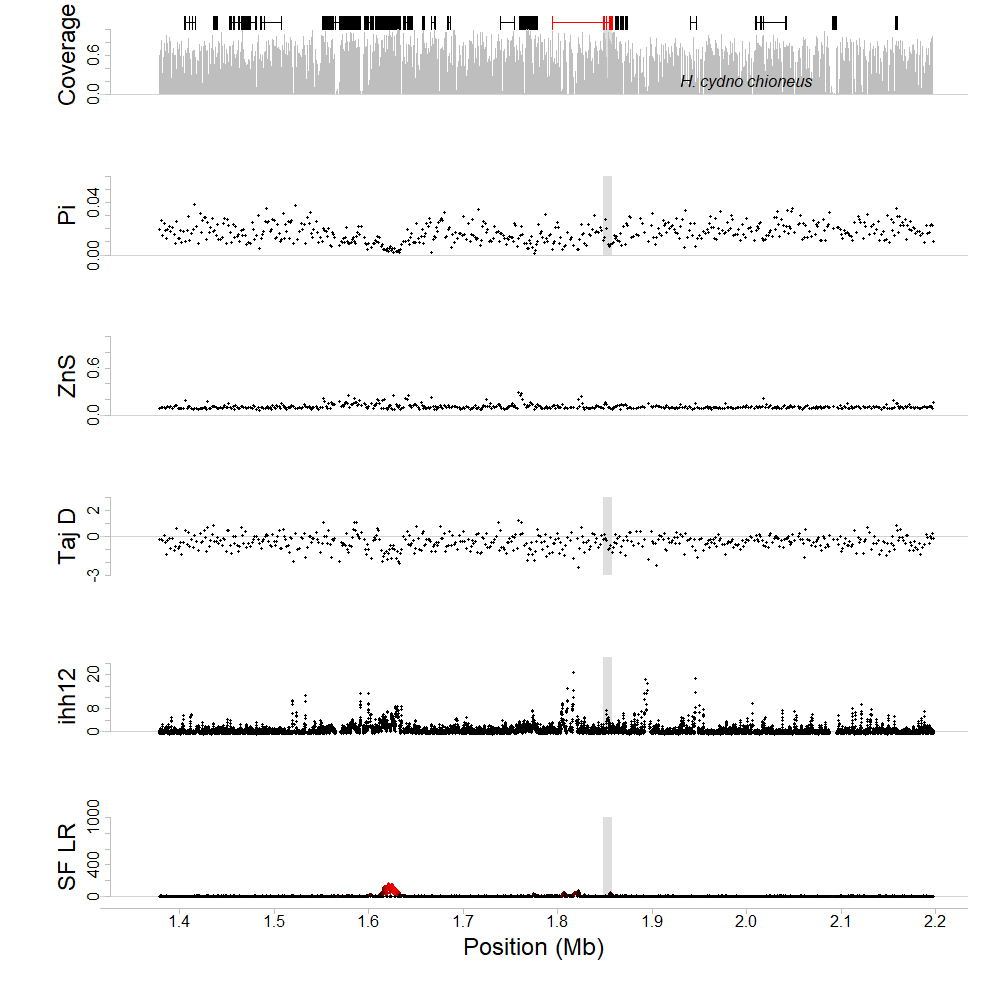 Coverage
0.6
0.0
H. cydno chioneus
Pi
0.04
0.00
ZnS
0.6
0.0
Taj D
2
0
-3
ihh12
20
8
0
SF LR
1000
400
0
1.4 1.5 1.6 1.7 1.8 1.9 2.0 2.1 2.2
Position (Mb)